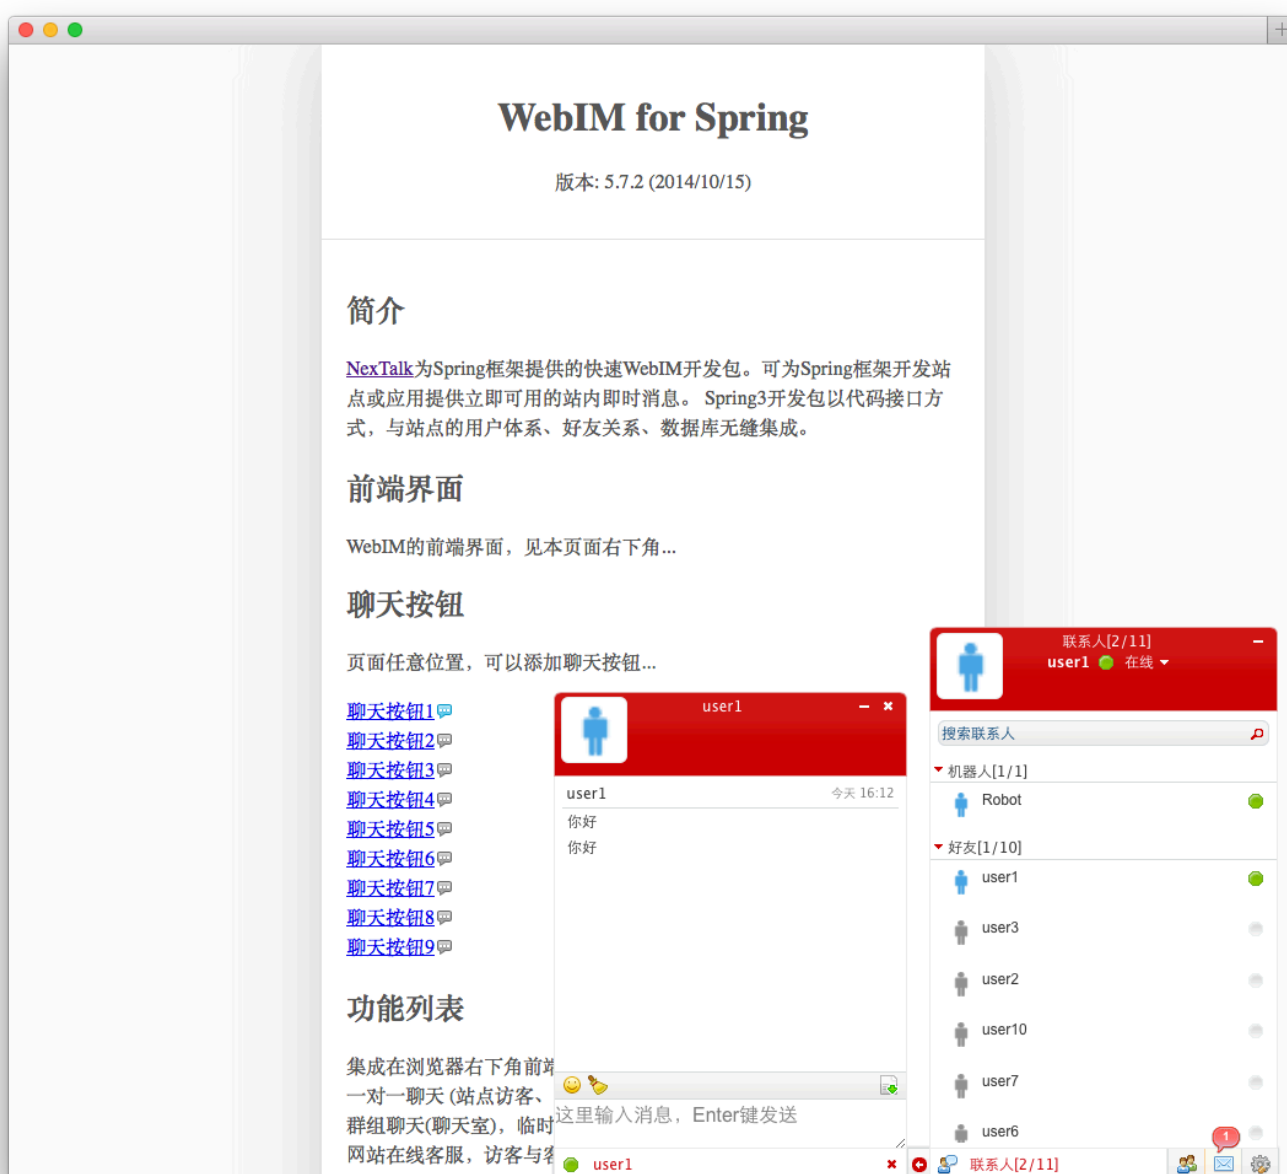 WebIM for Spring
版本: 5.7.2 (2014/10/15)
简介
NexTalk为Spring框架提供的快速WebIM开发包。可为Spring框架开发站
点或应用提供立即可用的站内即时消息。 Spring3开发包以代码接口方
式，与站点的用户体系、好友关系、数据库无缝集成。
前端界面
WebIM的前端界面，见本页面右下角...
聊天按钮
页面任意位置，可以添加聊天按钮...
聊天按钮1
聊天按钮2
聊天按钮3
聊天按钮4
聊天按钮5
聊天按钮6
聊天按钮7
聊天按钮8
聊天按钮9
功能列表
集成在浏览器右下角前端
一对一聊天 (站点访客、
群组聊天(聊天室)，临时
网站在线客服，访客与客
user1
user1 今天 16:12
你好
你好
这里输入消息，Enter键发送
user1
联系人[2/11]
user1 在线
搜索联系人
机器人[1/1]
Robot
好友[1/10]
user1
user3
user2
user10
user7
user6
1
联系人[2/11]